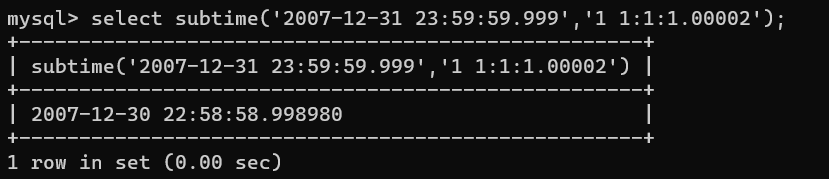 mysql> select subtime('2007-12-31 23:59:59.999','1 1:1:1.00002');
+--------------------------------------------------+
| subtime('2007-12-31 23:59:59.999','1 1:1:1.00002') |
+--------------------------------------------------+
| 2007-12-30 22:58:58.998980                         |
+--------------------------------------------------+
1 row in set (0.00 sec)